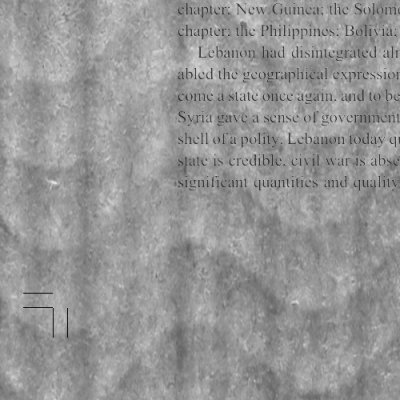 chapter: New Guinea; the Solom
chapter; the Philippines; Bolivia;
Lebanon had disintegrated alr
abled the geographical expression
come a state once again, and to be
Syria gave a sense of government
shell of a polity. Lebanon today qu
state is credible, civil war is abse
significant quantities and quality